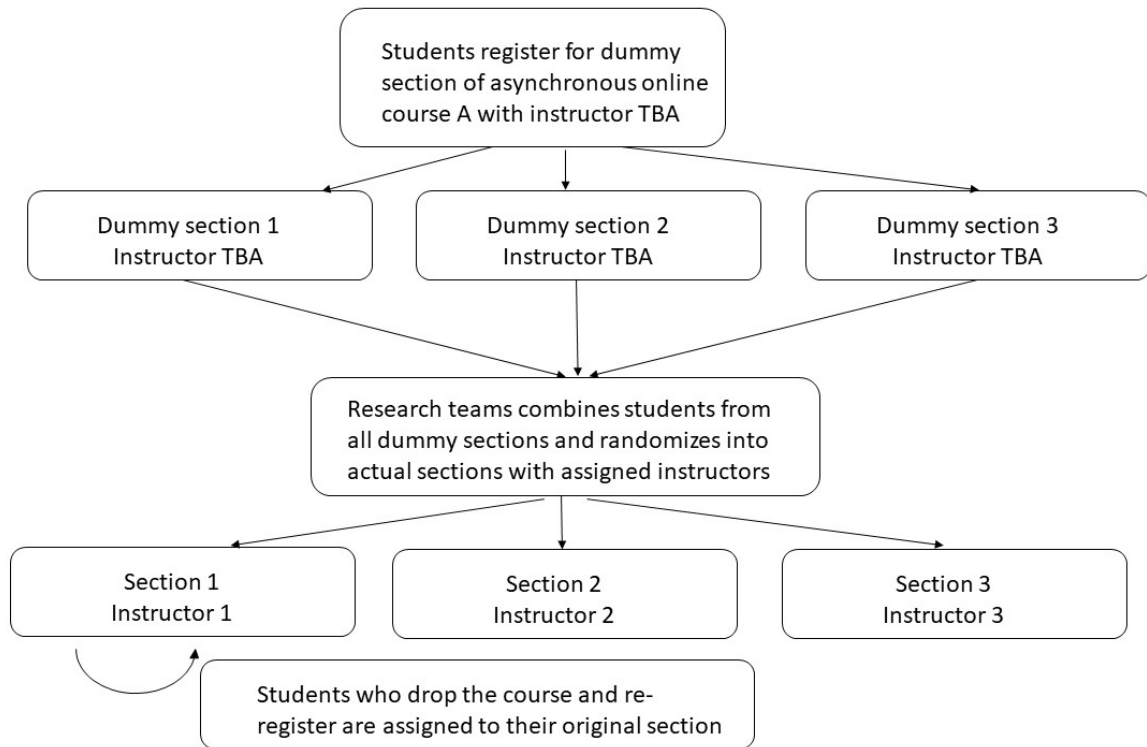 Students register for dummy
section of asynchronous online
course A with instructor TBA
Dummy section 1
Instructor TBA
Dummy section 2
Instructor TBA
Dummy section 3
Instructor TBA
Research teams combines students from
all dummy sections and randomizes into
actual sections with assigned instructors
Section 1
Instructor 1
Section 2
Instructor 2
Section 3
Instructor 3
Students who drop the course and re-
register are assigned to their original section